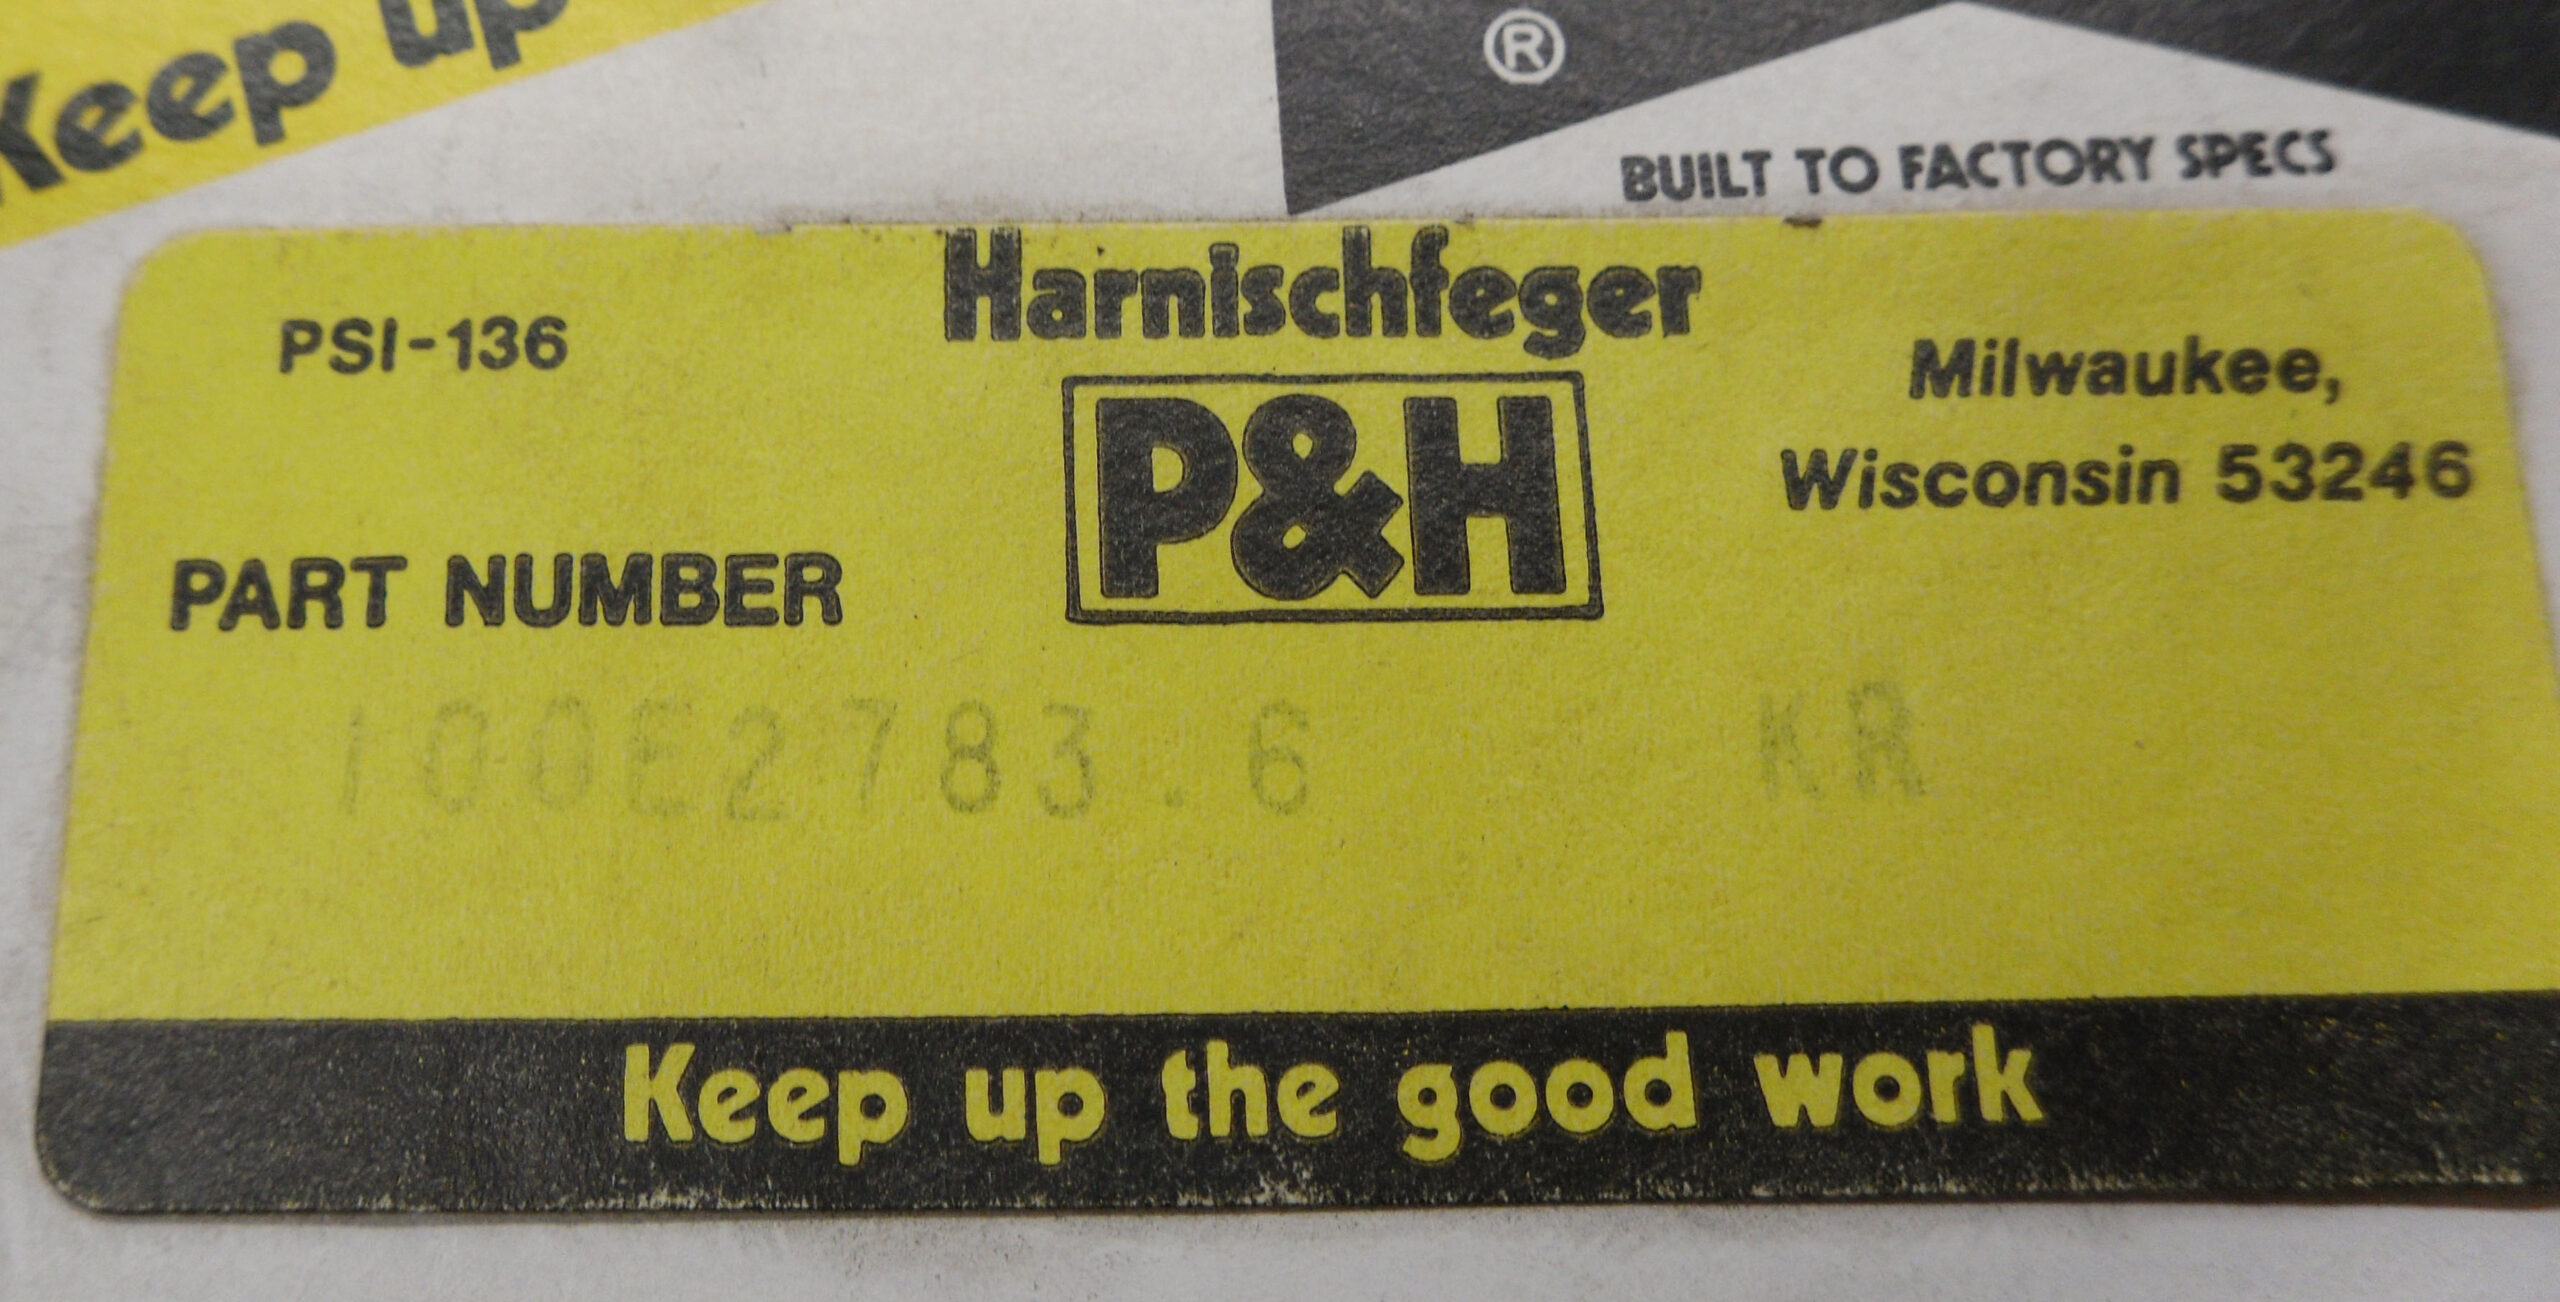 Keep up
®
BUILT TO FACTORY SPECS
Harnischfeger
PSI-136
P&H
Milwaukee,
Wisconsin 53246
PART NUMBER
100E2783.6 KR
Keep up the good work